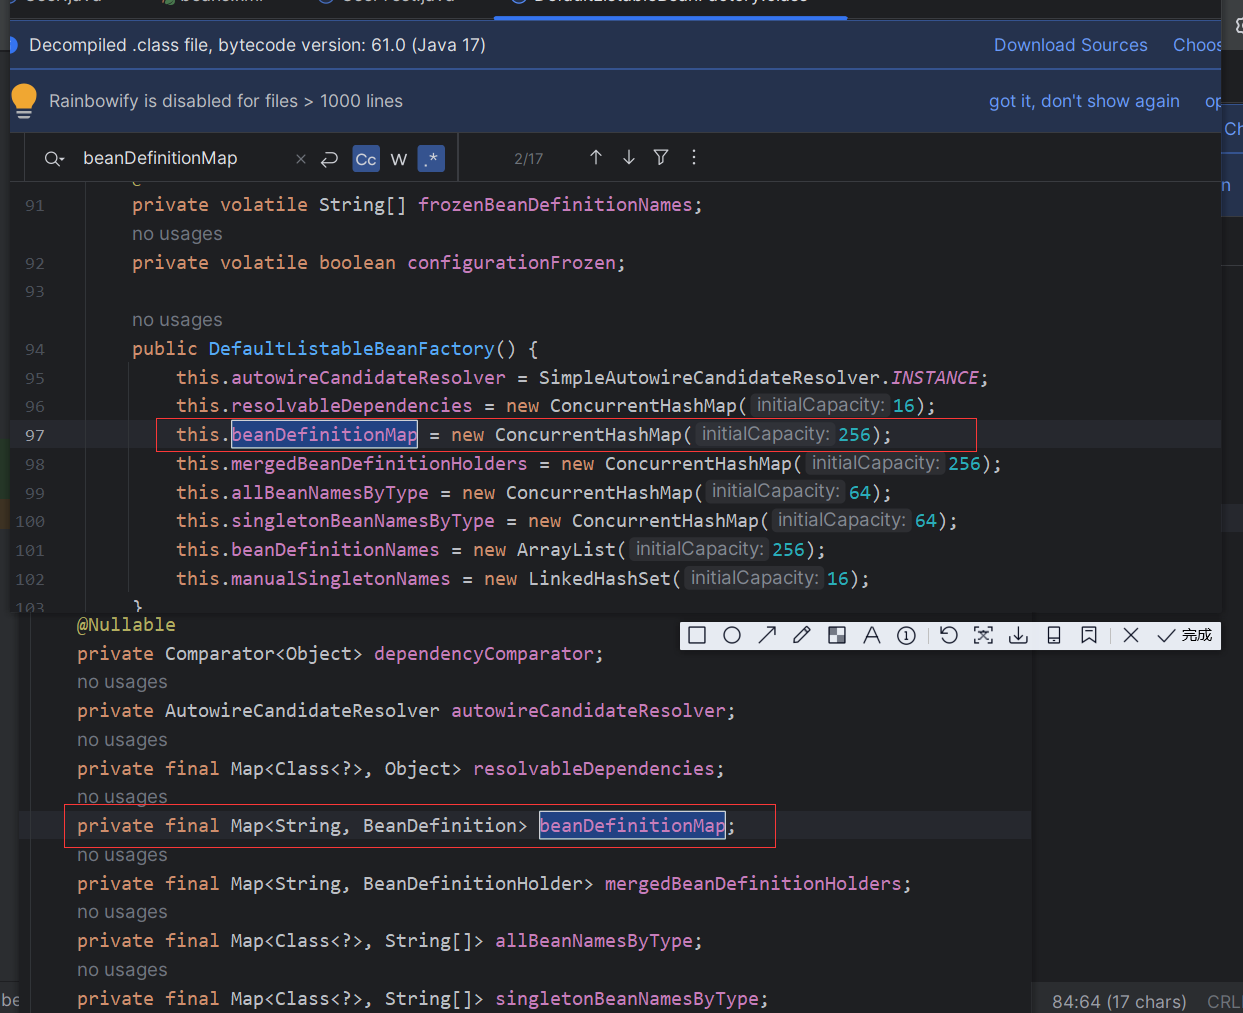 Decompiled .class file, bytecode version: 61.0 (Java 17) Download Sources Choos
Rainbowify is disabled for files > 1000 lines got it, don't show again op
Ch
beanDefinitionMap × Cc W .* 2/17
n
91 private volatile String[] frozenBeanDefinitionNames;
no usages
92 private volatile boolean configurationFrozen;
93
no usages
94 public DefaultListableBeanFactory() {
95 this.autowireCandidateResolver = SimpleAutowireCandidateResolver.INSTANCE;
96 this.resolvableDependencies = new ConcurrentHashMap( initialCapacity: 16);
97 this.beanDefinitionMap = new ConcurrentHashMap( initialCapacity: 256);
98 this.mergedBeanDefinitionHolders = new ConcurrentHashMap( initialCapacity: 256);
99 this.allBeanNamesByType = new ConcurrentHashMap( initialCapacity: 64);
100 this.singletonBeanNamesByType = new ConcurrentHashMap( initialCapacity: 64);
101 this.beanDefinitionNames = new ArrayList( initialCapacity: 256);
102 this.manualSingletonNames = new LinkedHashSet( initialCapacity: 16);
103 }
@Nullable
完成
private Comparator<Object> dependencyComparator;
no usages
private AutowireCandidateResolver autowireCandidateResolver;
no usages
private final Map<Class<?>, Object> resolvableDependencies;
no usages
private final Map<String, BeanDefinition> beanDefinitionMap;
no usages
private final Map<String, BeanDefinitionHolder> mergedBeanDefinitionHolders;
no usages
private final Map<Class<?>, String[]> allBeanNamesByType;
no usages
private final Map<Class<?>, String[]> singletonBeanNamesByType;
be 84:64 (17 chars) CRL